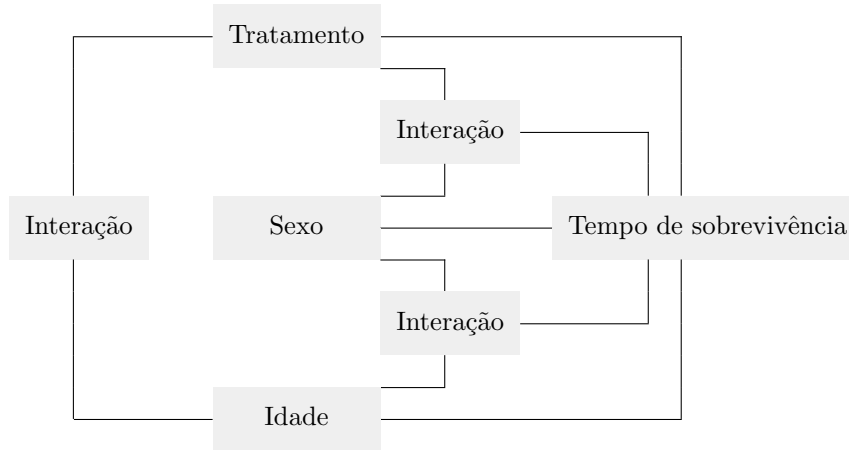 Tratamento
Interação
Interação
Sexo
Tempo de sobrevivência
Interação
Idade